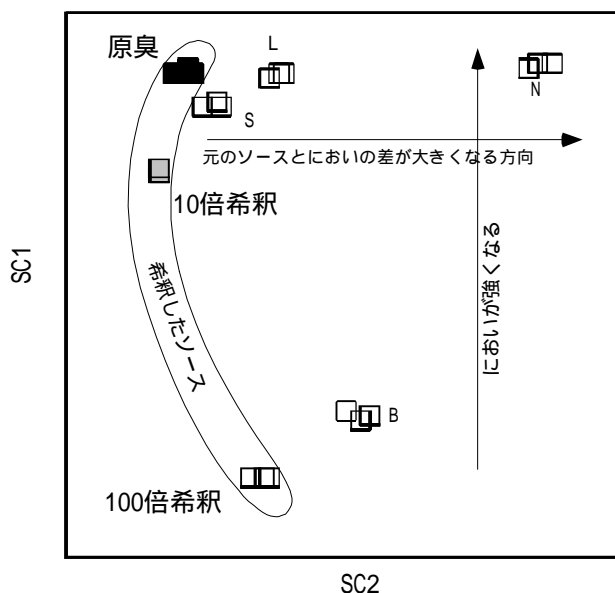 原臭
L
N
S
元のソースとにおいの差が大きくなる方向
10倍希釈
においが強くなる
SC1
希釈したソース
B
100倍希釈
SC2